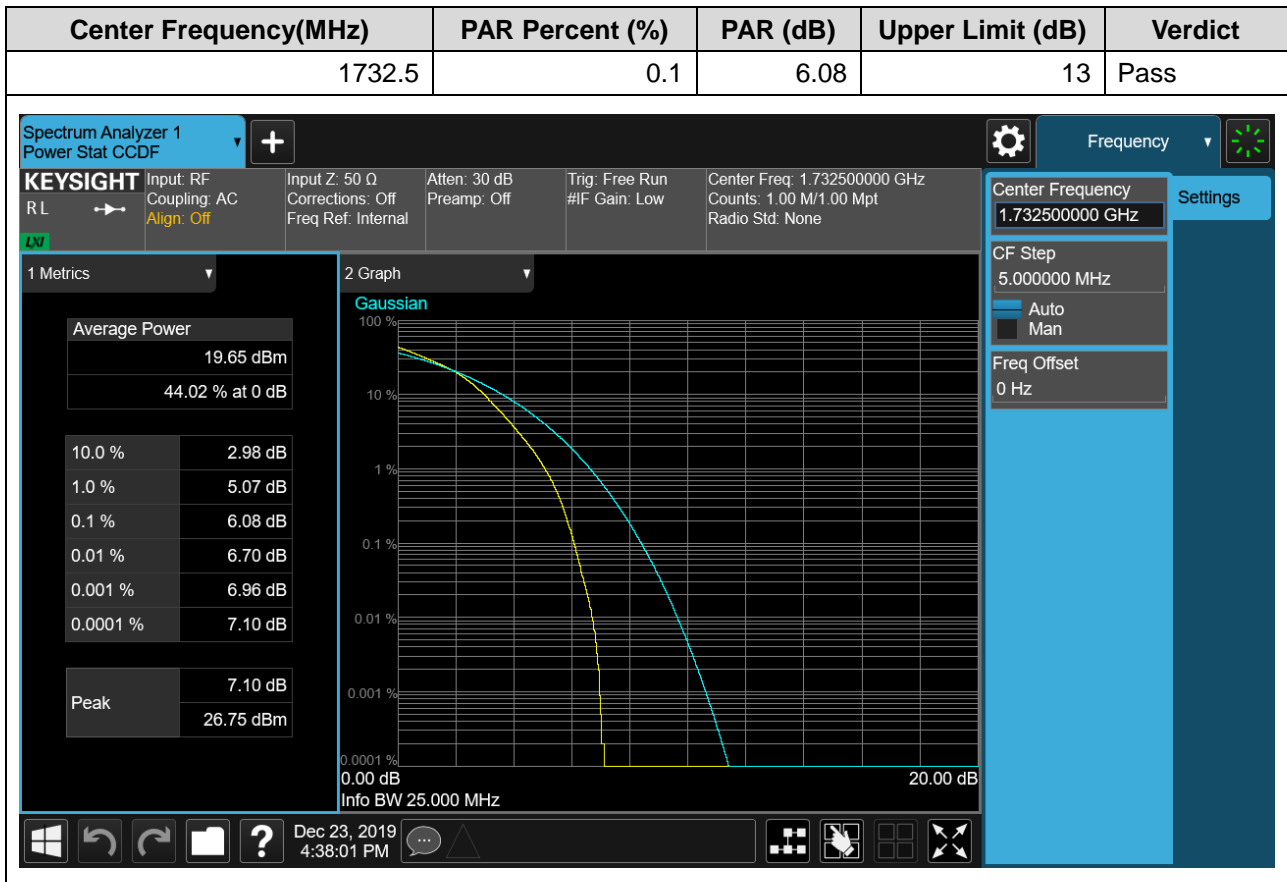 Center Frequency(MHz) PAR Percent (%) PAR (dB) Upper Limit (dB) Verdict
1732.5 0.1 6.08 13 Pass
Spectrum Analyzer 1
Power Stat CCDF
Frequency
KEYSIGHT
R L
LXI
Input: RF
Coupling: AC
Align: Off
Input Z: 50 Ω
Corrections: Off
Freq Ref: Internal
Atten: 30 dB
Preamp: Off
Trig: Free Run
#IF Gain: Low
Center Freq: 1.732500000 GHz
Counts: 1.00 M/1.00 Mpt
Radio Std: None
Center Frequency
1.732500000 GHz
Settings
CF Step
5.000000 MHz
Auto
Man
Freq Offset
0 Hz
1 Metrics
Average Power
19.65 dBm
44.02 % at 0 dB
10.0 % 2.98 dB
1.0 % 5.07 dB
0.1 % 6.08 dB
0.01 % 6.70 dB
0.001 % 6.96 dB
0.0001 % 7.10 dB
Peak
7.10 dB
26.75 dBm
2 Graph
Gaussian
100 %
10 %
1 %
0.1 %
0.01 %
0.001 %
0.0001 %
0.00 dB 20.00 dB
Info BW 25.000 MHz
?
Dec 23, 2019
4:38:01 PM